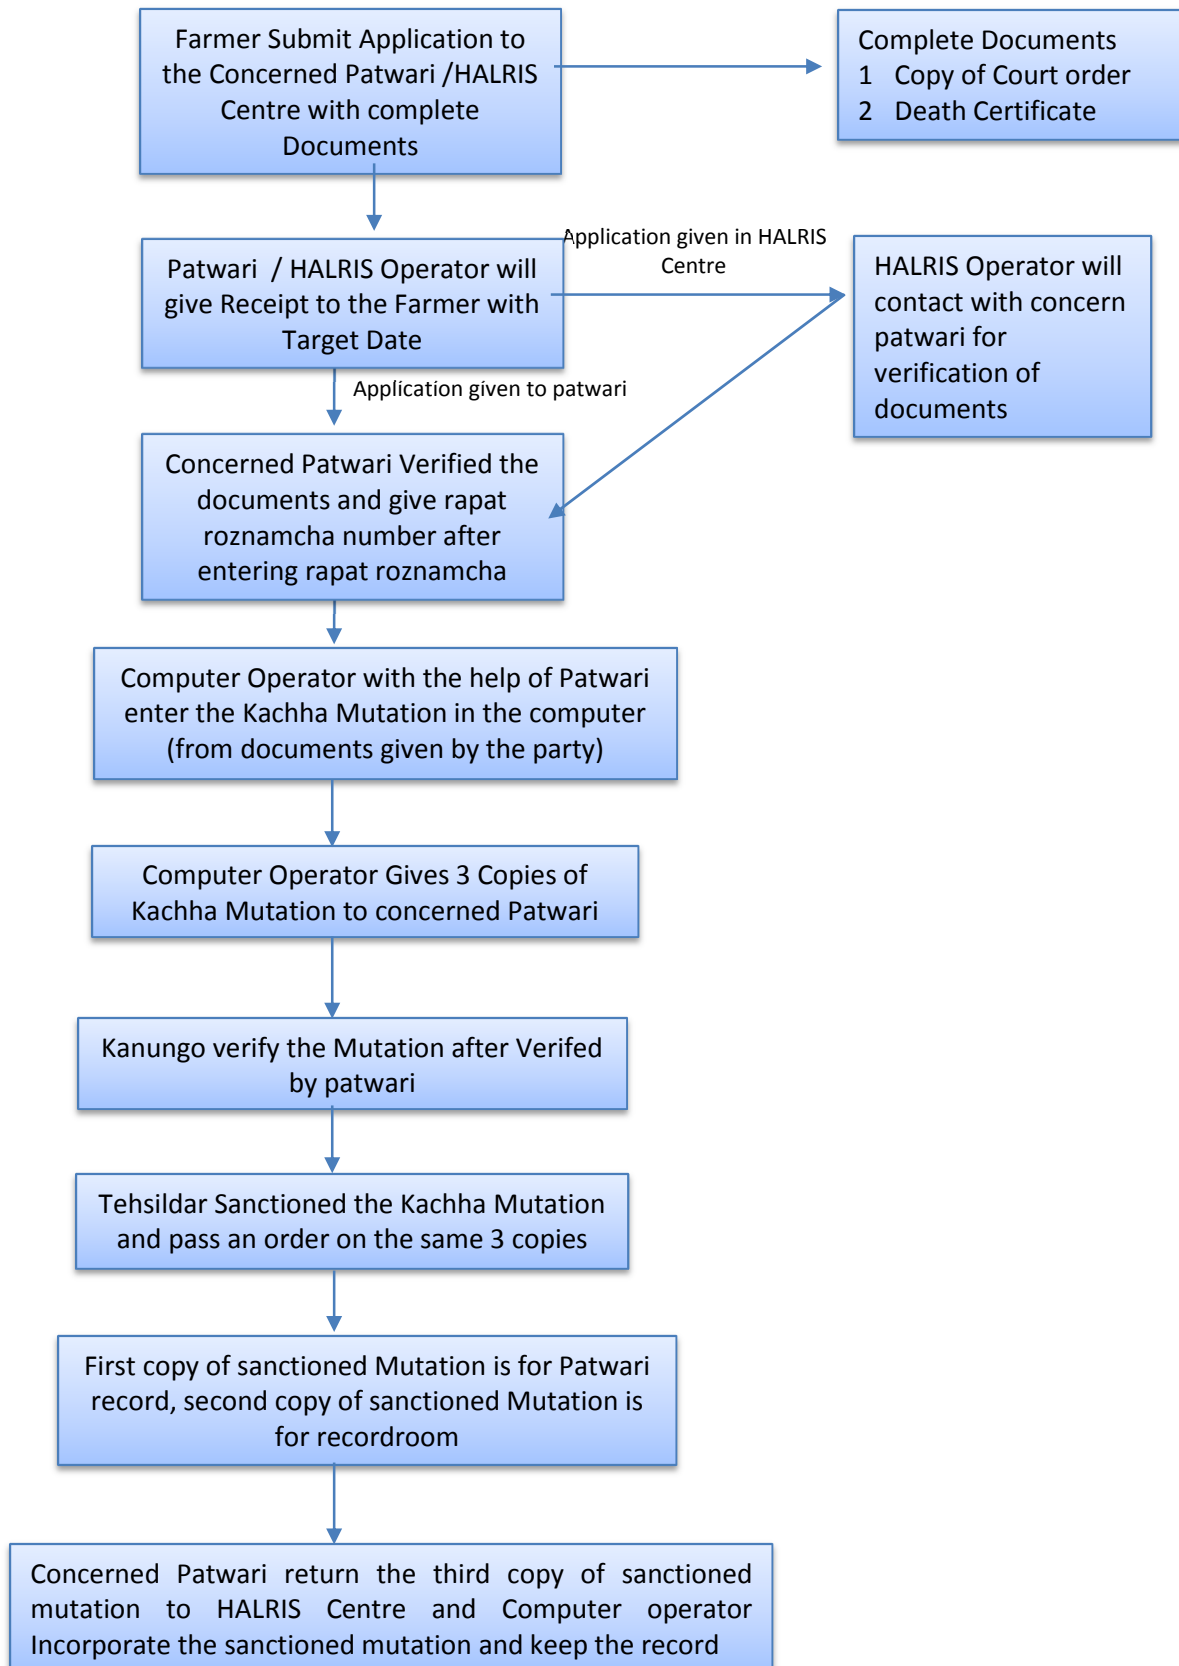 Farmer Submit Application to
the Concerned Patwari /HALRIS
Centre with complete
Documents
Complete Documents
1 Copy of Court order
2 Death Certificate
Patwari / HALRIS Operator will
give Receipt to the Farmer with
Target Date
Application given in HALRIS
Centre
HALRIS Operator will
contact with concern
patwari for
verification of
documents
Application given to patwari
Concerned Patwari Verified the
documents and give rapat
roznamcha number after
entering rapat roznamcha
Computer Operator with the help of Patwari
enter the Kachha Mutation in the computer
(from documents given by the party)
Computer Operator Gives 3 Copies of
Kachha Mutation to concerned Patwari
Kanungo verify the Mutation after Verifed
by patwari
Tehsildar Sanctioned the Kachha Mutation
and pass an order on the same 3 copies
First copy of sanctioned Mutation is for Patwari
record, second copy of sanctioned Mutation is
for recordroom
Concerned Patwari return the third copy of sanctioned
mutation to HALRIS Centre and Computer operator
Incorporate the sanctioned mutation and keep the record